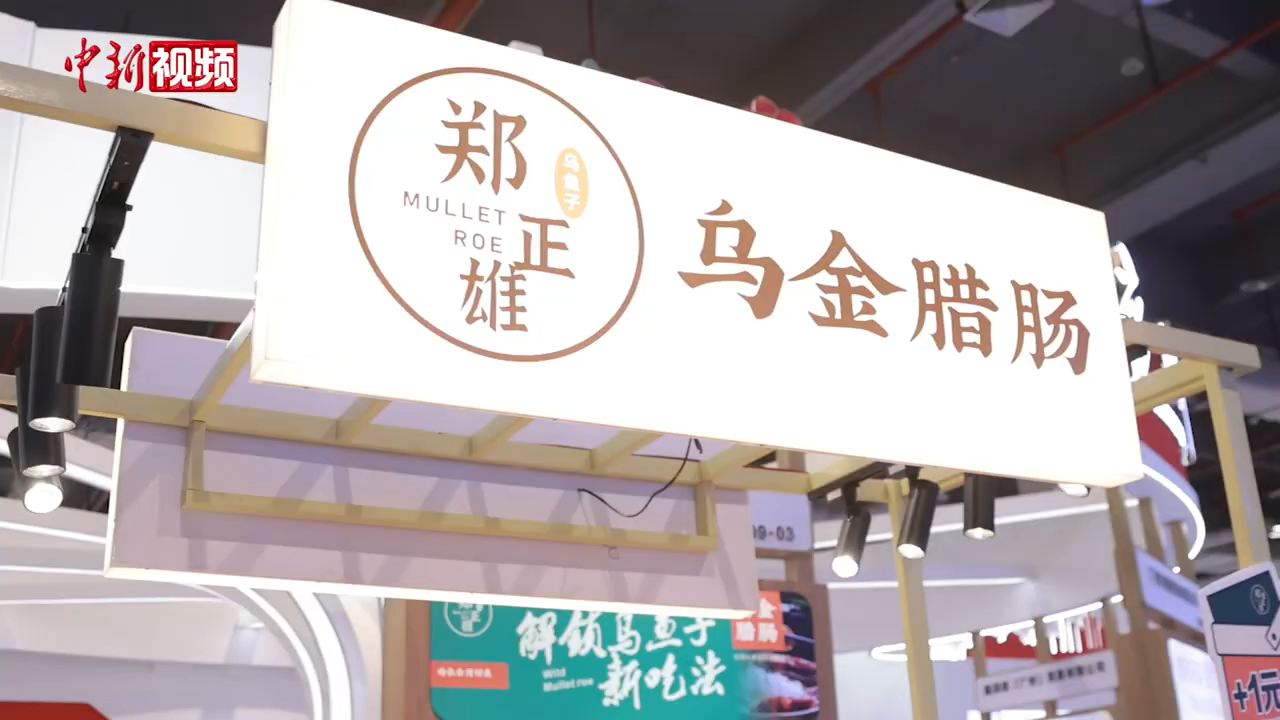 中新视频
郑正雄
乌鱼子
MULLET
ROE
乌金腊肠
09-03
解锁乌鱼子
新吃法
Wild
Mullet roe
金
腊肠
+1元